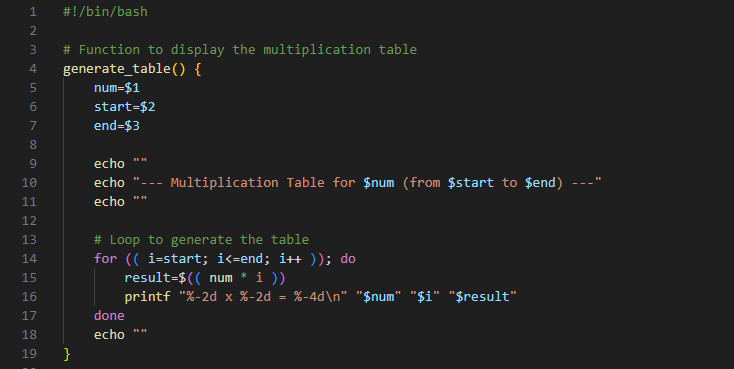 1 #!/bin/bash
2
3 # Function to display the multiplication table
4 generate_table() {
5     num=$1
6     start=$2
7     end=$3
8
9     echo ""
10     echo "--- Multiplication Table for $num (from $start to $end) ---"
11     echo ""
12
13     # Loop to generate the table
14     for (( i=start; i<=end; i++ )); do
15         result=$(( num * i ))
16         printf "%-2d x %-2d = %-4d\n" "$num" "$i" "$result"
17     done
18     echo ""
19 }